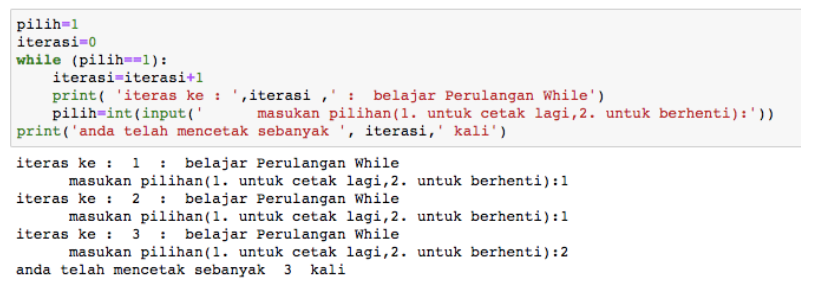 pilih=1
iterasi=0
while (pilih==1):
    iterasi=iterasi+1
    print( 'iteras ke : ',iterasi ,' :  belajar Perulangan While')
    pilih=int(input('      masukan pilihan(1. untuk cetak lagi,2. untuk berhenti):'))
print('anda telah mencetak sebanyak ', iterasi,' kali')
iteras ke :  1  :  belajar Perulangan While
      masukan pilihan(1. untuk cetak lagi,2. untuk berhenti):1
iteras ke :  2  :  belajar Perulangan While
      masukan pilihan(1. untuk cetak lagi,2. untuk berhenti):1
iteras ke :  3  :  belajar Perulangan While
      masukan pilihan(1. untuk cetak lagi,2. untuk berhenti):2
anda telah mencetak sebanyak  3  kali